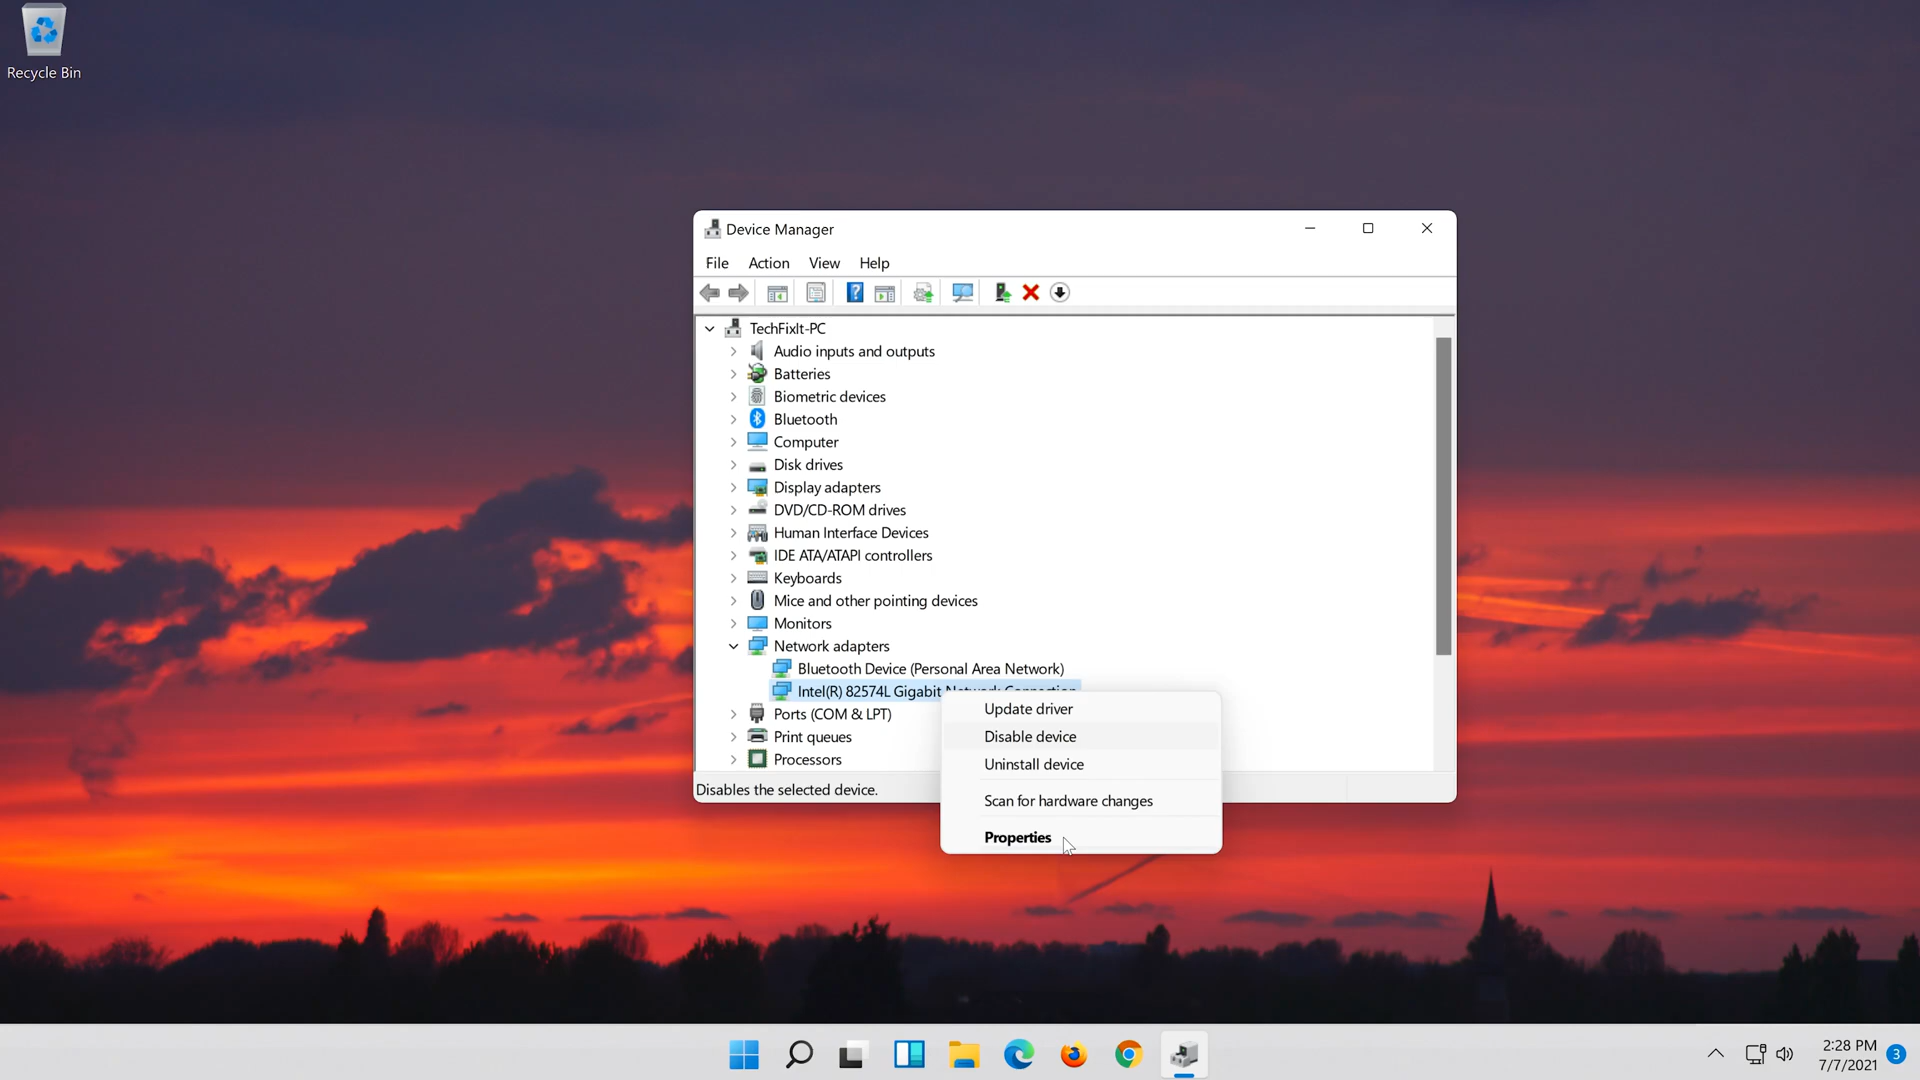 Recycle Bin
Device Manager
File Action View Help
TechFixIt-PC
Audio inputs and outputs
Batteries
Biometric devices
Bluetooth
Computer
Disk drives
Display adapters
DVD/CD-ROM drives
Human Interface Devices
IDE ATA/ATAPI controllers
Keyboards
Mice and other pointing devices
Monitors
Network adapters
Bluetooth Device (Personal Area Network)
Intel(R) 82574L Gigabit Network Connection
Ports (COM & LPT)
Print queues
Processors
Update driver
Disable device
Uninstall device
Scan for hardware changes
Properties
Disables the selected device.
2:28 PM
7/7/2021
3